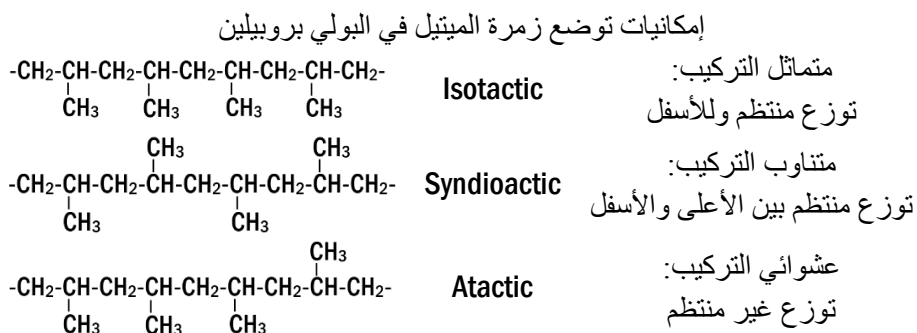 إمكانيات توضع زمرة الميتيل في البولي بروبيلين
-CH₂-CH-CH₂-CH-CH₂-CH-CH₂-CH-CH₂-
CH₃ CH₃ CH₃ CH₃
Isotactic
متماثل التركيب:
توزع منتظم وللأسفل
CH₃ CH₃
-CH₂-CH-CH₂-CH-CH₂-CH-CH₂-CH-CH₂-
CH₃ CH₃
Syndioactic
متناوب التركيب:
توزع منتظم بين الأعلى والأسفل
CH₃
-CH₂-CH-CH₂-CH-CH₂-CH-CH₂-CH-CH₂-
CH₃ CH₃ CH₃
Atactic
عشوائي التركيب:
توزع غير منتظم